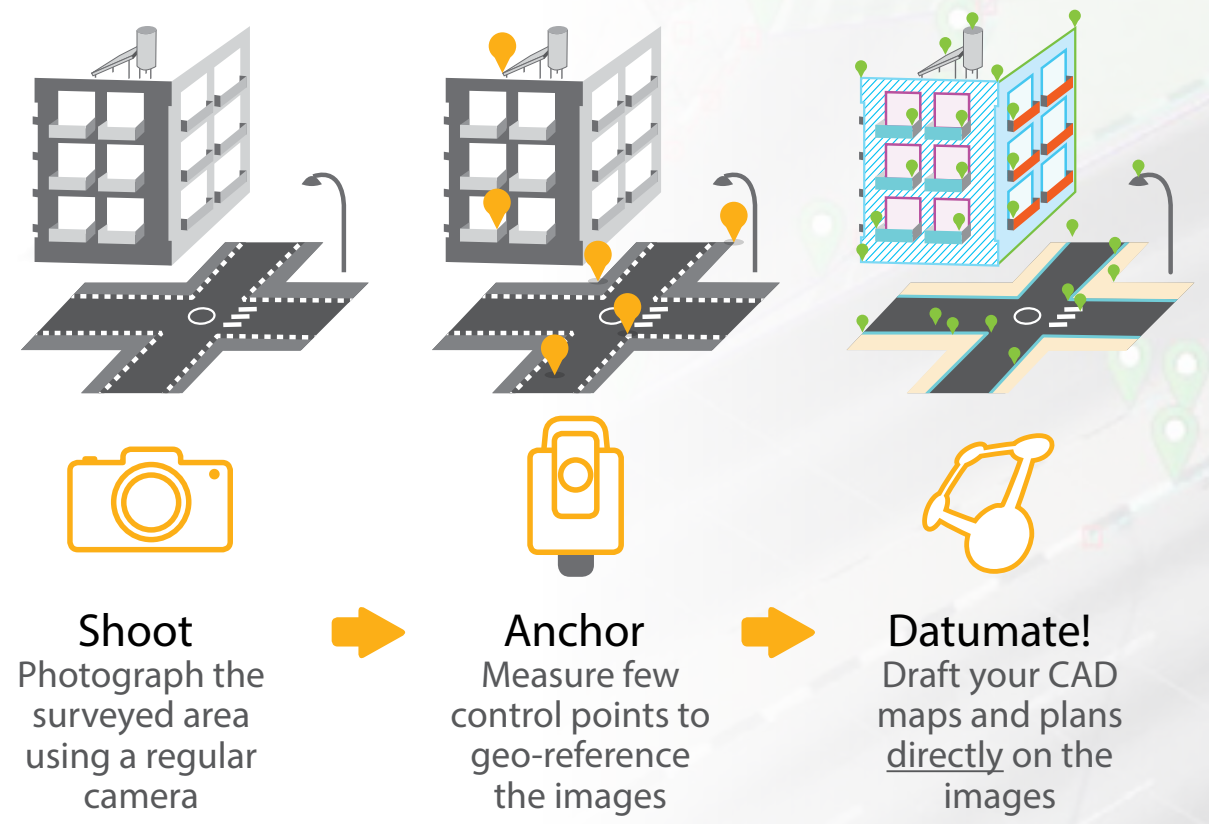 Shoot
Photograph the
surveyed area
using a regular
camera
Anchor
Measure few
control points to
geo-reference
the images
Datumate!
Draft your CAD
maps and plans
directly on the
images